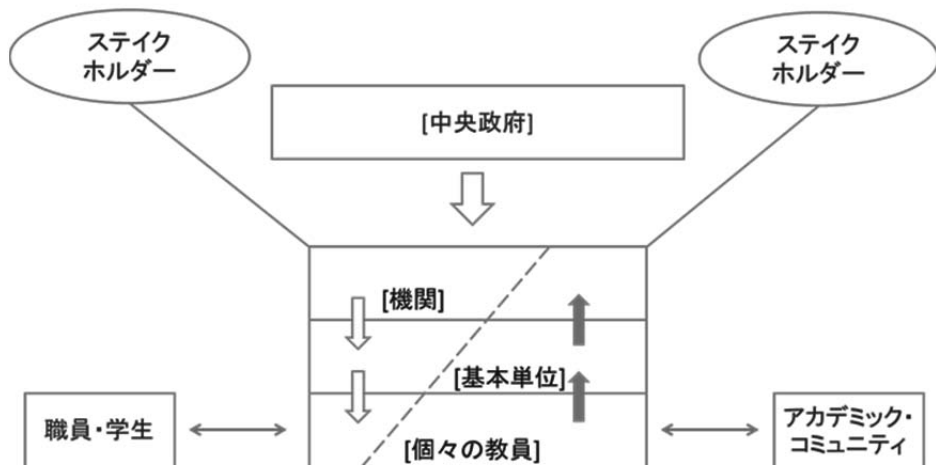 ステイク
ホルダー
ステイク
ホルダー
[中央政府]
[機関]
[基本単位]
職員・学生
[個々の教員]
アカデミック・
コミュニティ